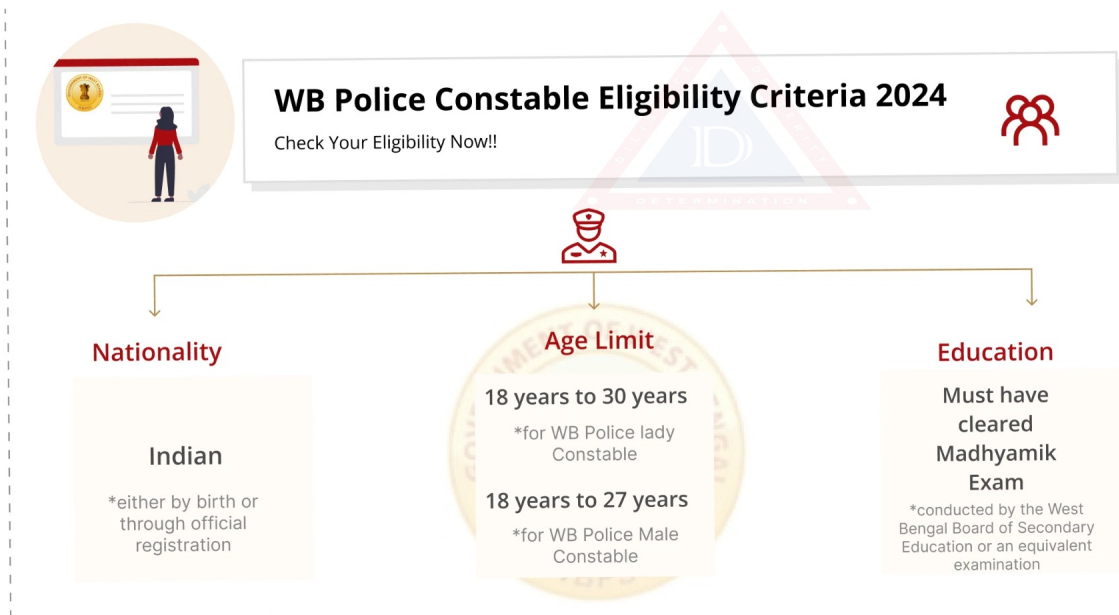 WB Police Constable Eligibility Criteria 2024
Check Your Eligibility Now!!
DETERMINATION
Nationality
Indian
*either by birth or
through official
registration
Age Limit
18 years to 30 years
*for WB Police lady
Constable
18 years to 27 years
*for WB Police Male
Constable
Education
Must have
cleared
Madhyamik
Exam
*conducted by the West
Bengal Board of Secondary
Education or an equivalent
examination